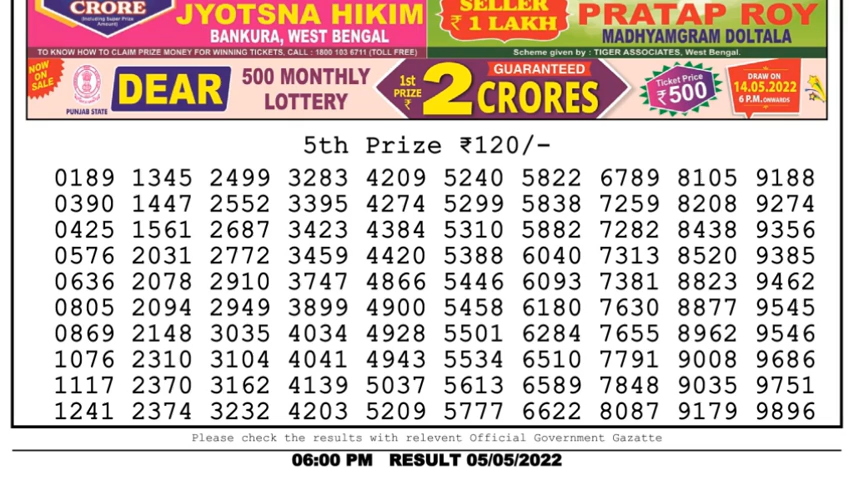 CRORE
(Including Super Prize Amount)
JYOTSNA HIKIM
BANKURA, WEST BENGAL
TO KNOW HOW TO CLAIM PRIZE MONEY FOR WINNING TICKETS, CALL : 1800 103 6711 (TOLL FREE)
SELLER
₹ 1 LAKH
PRATAP ROY
MADHYAMGRAM DOLTALA
Scheme given by : TIGER ASSOCIATES, West Bengal.
NOW ON SALE
PUNJAB STATE
DEAR
500 MONTHLY
LOTTERY
1st
PRIZE
₹
2
GUARANTEED
CRORES
Ticket Price
₹500
DRAW ON
14.05.2022
6 P.M. ONWARDS
5th Prize ₹120/-
0189 1345 2499 3283 4209 5240 5822 6789 8105 9188
0390 1447 2552 3395 4274 5299 5838 7259 8208 9274
0425 1561 2687 3423 4384 5310 5882 7282 8438 9356
0576 2031 2772 3459 4420 5388 6040 7313 8520 9385
0636 2078 2910 3747 4866 5446 6093 7381 8823 9462
0805 2094 2949 3899 4900 5458 6180 7630 8877 9545
0869 2148 3035 4034 4928 5501 6284 7655 8962 9546
1076 2310 3104 4041 4943 5534 6510 7791 9008 9686
1117 2370 3162 4139 5037 5613 6589 7848 9035 9751
1241 2374 3232 4203 5209 5777 6622 8087 9179 9896
Please check the results with relevent Official Government Gazatte
06:00 PM RESULT 05/05/2022